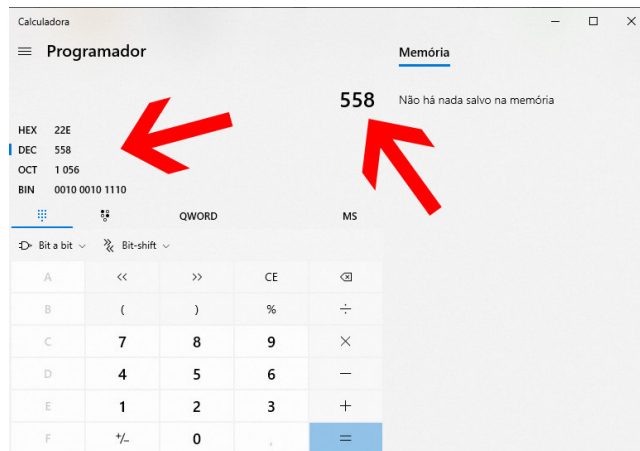 Calculadora
Programador
Memória
558
Não há nada salvo na memória
HEX 22E
DEC 558
OCT 1 056
BIN 0010 0010 1110
QWORD MS
Bit a bit Bit-shift
A << >> CE
B ( ) % ÷
C 7 8 9 ×
D 4 5 6 −
E 1 2 3 +
F +/- 0 , =